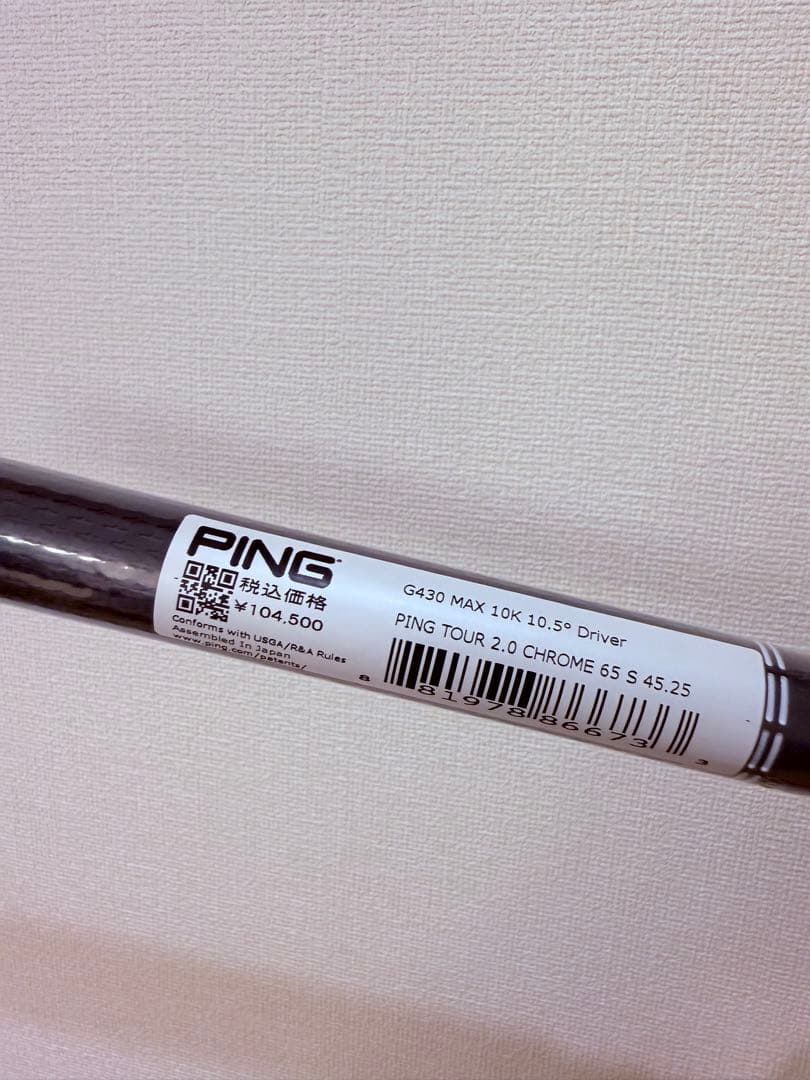 PING
税込価格
¥104,500
Conforms with USGA/R&A Rules
Assembled In Japan
www.ping.com/patents/
G430 MAX 10K 10.5° Driver
PING TOUR 2.0 CHROME 65 S 45.25
8 81978 86673 3